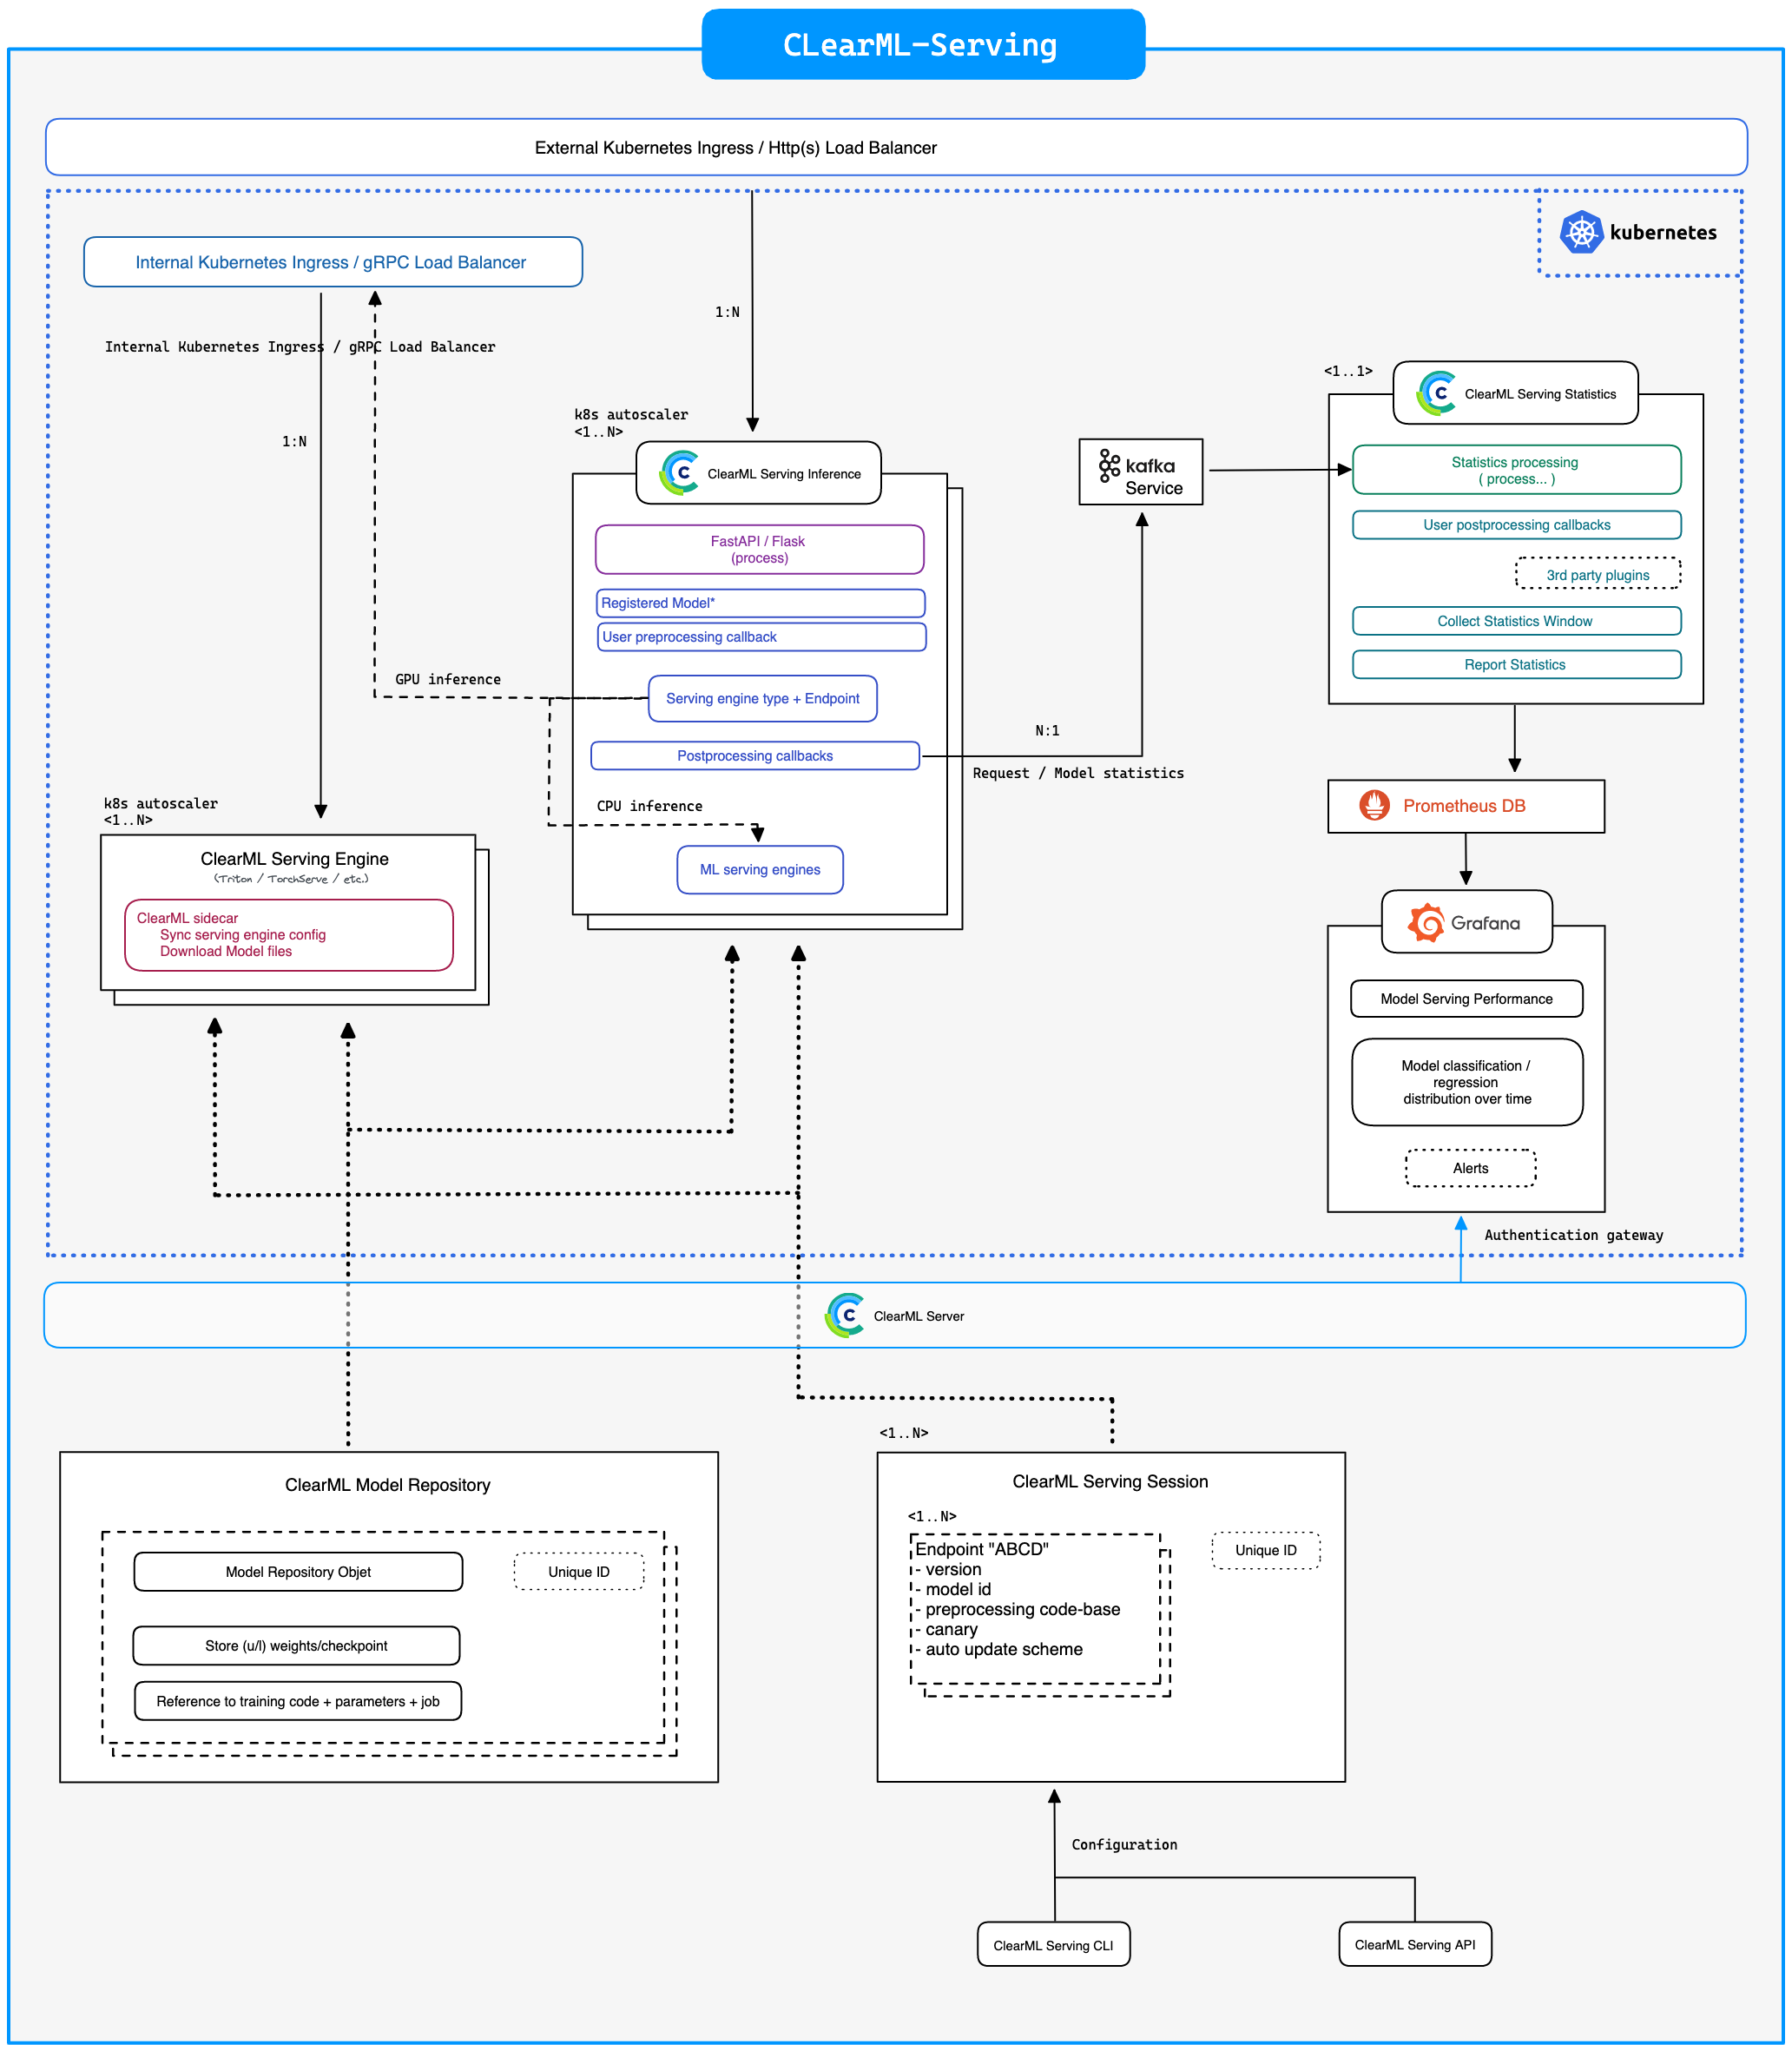 CLearML-Serving
External Kubernetes Ingress / Http(s) Load Balancer
kubernetes
Internal Kubernetes Ingress / gRPC Load Balancer
1:N
Internal Kubernetes Ingress / gRPC Load Balancer
1:N
k8s autoscaler
<1..N>
ClearML Serving Inference
FastAPI / Flask
(process)
Registered Model*
User preprocessing callback
GPU inference
Serving engine type + Endpoint
Postprocessing callbacks
CPU inference
ML serving engines
N:1
Request / Model statistics
kafka
Service
<1..1>
ClearML Serving Statistics
Statistics processing
( process... )
User postprocessing callbacks
3rd party plugins
Collect Statistics Window
Report Statistics
Prometheus DB
Grafana
Model Serving Performance
Model classification /
regression
distribution over time
Alerts
Authentication gateway
k8s autoscaler
<1..N>
ClearML Serving Engine
(Triton / TorchServe / etc.)
ClearML sidecar
Sync serving engine config
Download Model files
ClearML Server
ClearML Model Repository
Model Repository Objet
Unique ID
Store (u/l) weights/checkpoint
Reference to training code + parameters + job
<1..N>
ClearML Serving Session
<1..N>
Endpoint "ABCD"
- version
- model id
- preprocessing code-base
- canary
- auto update scheme
Unique ID
Configuration
ClearML Serving CLI
ClearML Serving API